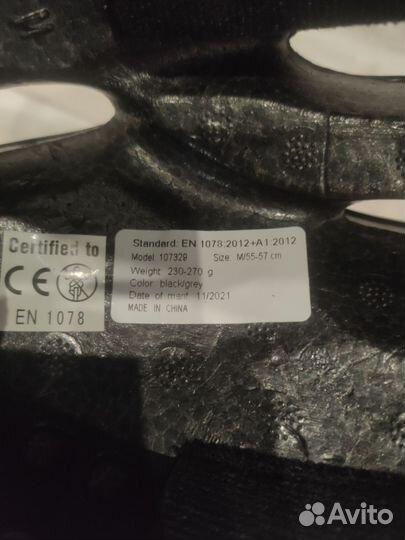 M
Certified to
CE
EN 1078
Standard: EN 1078:2012+A1:2012
Model 107329 Size: M/55-57 cm
Weight 230-270 g
Color black/grey
Date of manf. 11/2021
MADE IN CHINA
Avito